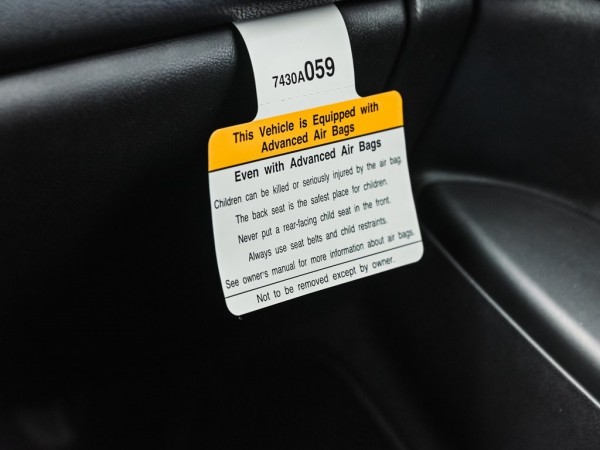 7430A059
This Vehicle is Equipped with
Advanced Air Bags
Even with Advanced Air Bags
Children can be killed or seriously injured by the air bag.
The back seat is the safest place for children.
Never put a rear-facing child seat in the front.
Always use seat belts and child restraints.
See owner's manual for more information about air bags.
Not to be removed except by owner.